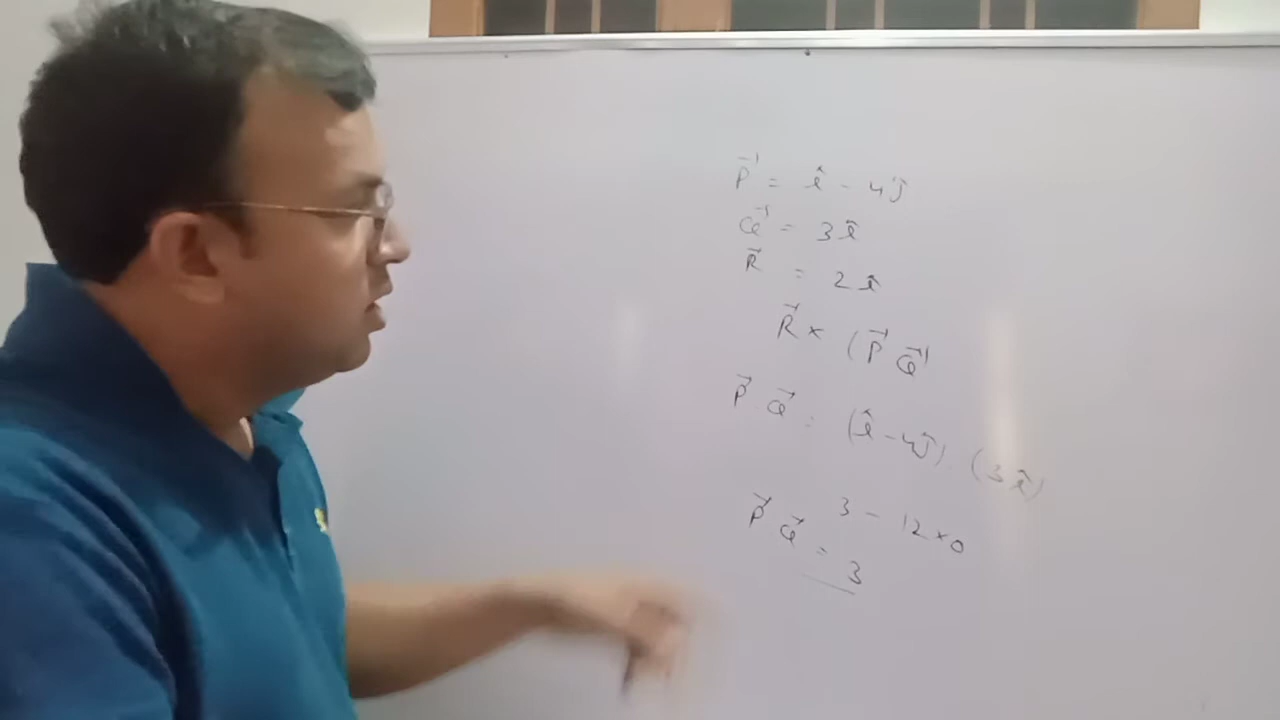 P⃗ = î - 4ĵ
Q⃗ = 3î
R⃗ = 2î
R⃗ × (P⃗ Q⃗
P⃗ . Q⃗ = (î - 4ĵ) . (3î)
3 - 12×0
P⃗ Q⃗ = 3